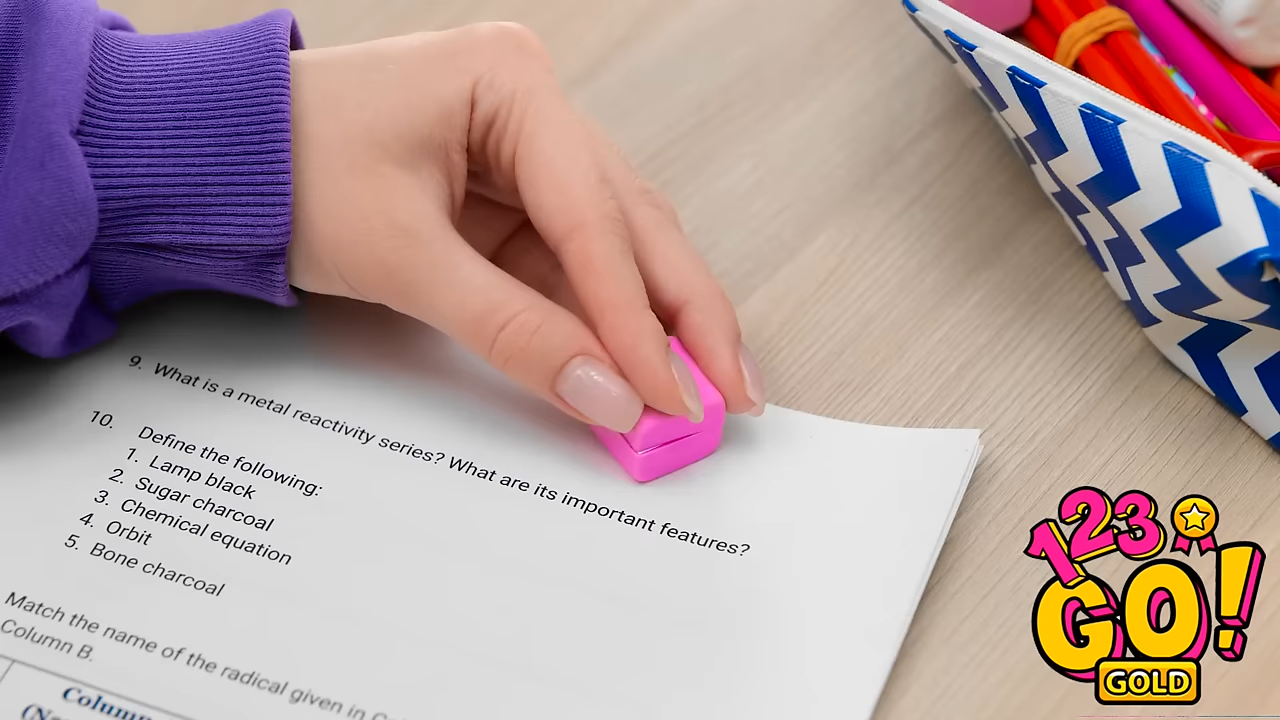 9. What is a metal reactivity series? What are its important features?
10. Define the following:
1. Lamp black
2. Sugar charcoal
3. Chemical equation
4. Orbit
5. Bone charcoal
Match the name of the radical given in
Column B.
123
GO!
GOLD